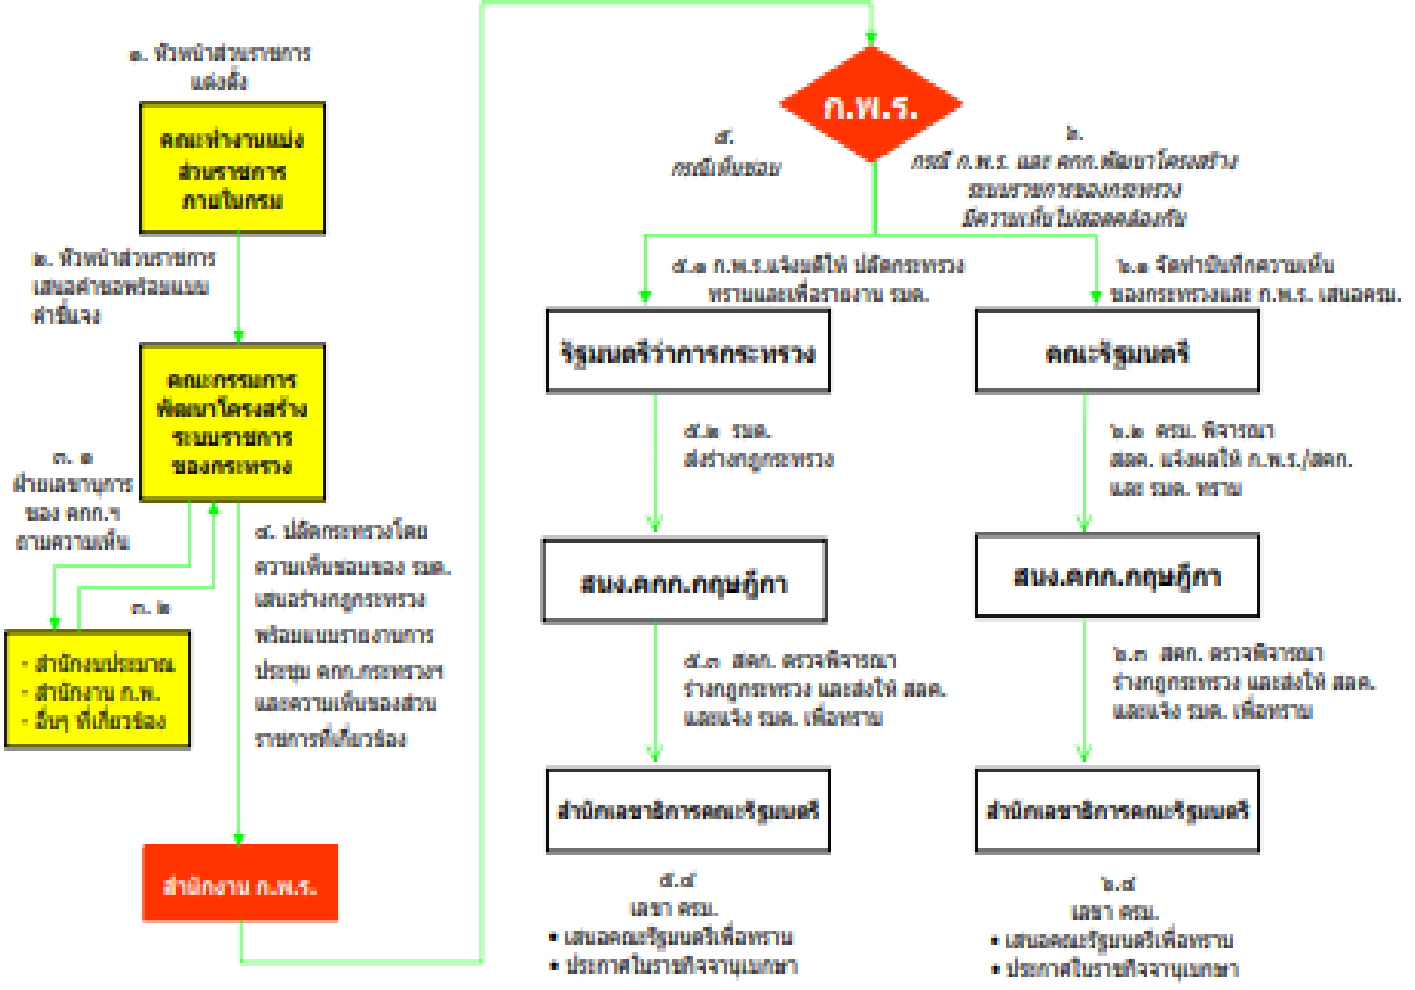 ๑. หัวหน้าส่วนราชการ
แต่งตั้ง
คณะทำงานแบ่ง
ส่วนราชการ
ภายในกรม
๒. หัวหน้าส่วนราชการ
เสนอคำขอพร้อมแบบ
คำชี้แจง
คณะกรรมการ
พัฒนาโครงสร้าง
ระบบราชการ
ของกระทรวง
๓. ๑
ฝ่ายเลขานุการ
ของ คกก.ฯ
ถามความเห็น
๓. ๒
- สำนักงบประมาณ
- สำนักงาน ก.พ.
- อื่นๆ ที่เกี่ยวข้อง
๔. ปลัดกระทรวงโดย
ความเห็นชอบของ รมต.
เสนอร่างกฎกระทรวง
พร้อมแบบรายงานการ
ประชุม คกก.กระทรวงฯ
และความเห็นของส่วน
ราชการที่เกี่ยวข้อง
สำนักงาน ก.พ.ร.
ก.พ.ร.
๕.
กรณีเห็นชอบ
๖.
กรณี ก.พ.ร. และ คกก.พัฒนาโครงสร้าง
ระบบราชการของกระทรวง
มีความเห็นไม่สอดคล้องกัน
๕.๑ ก.พ.ร.แจ้งมติให้ ปลัดกระทรวง
ทราบและเพื่อรายงาน รมต.
รัฐมนตรีว่าการกระทรวง
๕.๒ รมต.
ส่งร่างกฎกระทรวง
สนง.คกก.กฤษฎีกา
๕.๓ สคก. ตรวจพิจารณา
ร่างกฎกระทรวง และส่งให้ สลค.
และแจ้ง รมต. เพื่อทราบ
สำนักเลขาธิการคณะรัฐมนตรี
๕.๔
เลขา ครม.
• เสนอคณะรัฐมนตรีเพื่อทราบ
• ประกาศในราชกิจจานุเบกษา
๖.๑ จัดทำบันทึกความเห็น
ของกระทรวงและ ก.พ.ร. เสนอครม.
คณะรัฐมนตรี
๖.๒ ครม. พิจารณา
สลค. แจ้งผลให้ ก.พ.ร./สคก.
และ รมต. ทราบ
สนง.คกก.กฤษฎีกา
๖.๓ สคก. ตรวจพิจารณา
ร่างกฎกระทรวง และส่งให้ สลค.
และแจ้ง รมต. เพื่อทราบ
สำนักเลขาธิการคณะรัฐมนตรี
๖.๔
เลขา ครม.
• เสนอคณะรัฐมนตรีเพื่อทราบ
• ประกาศในราชกิจจานุเบกษา